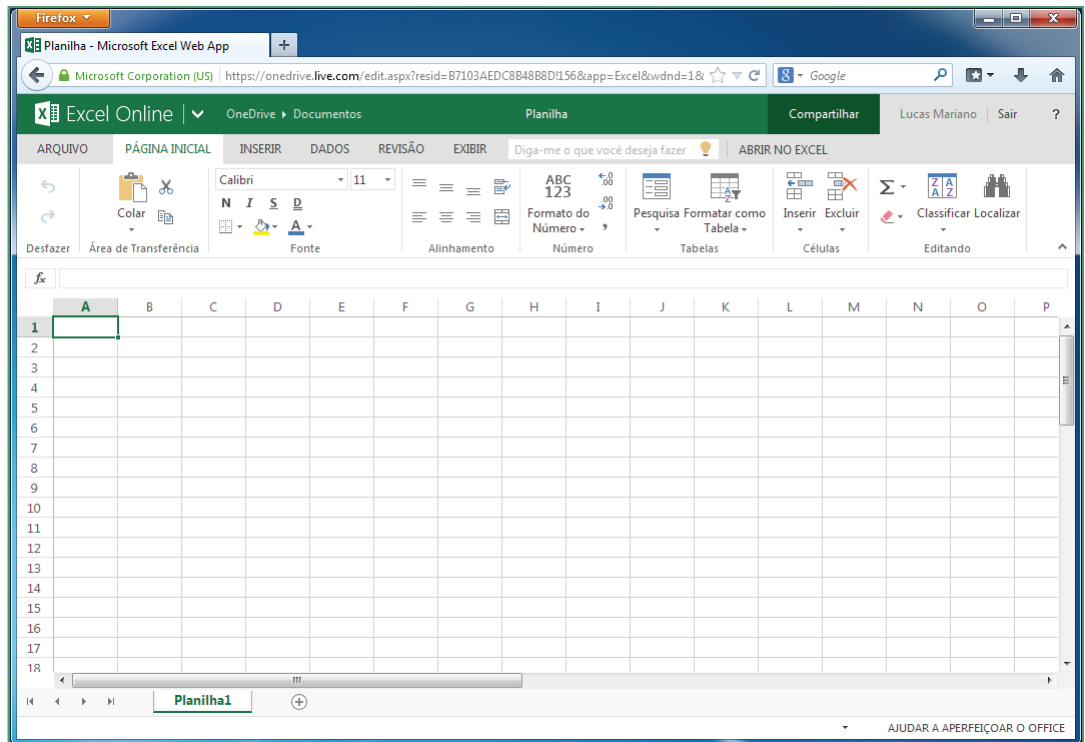 Firefox
Planilha - Microsoft Excel Web App
Microsoft Corporation (US) https://onedrive.live.com/edit.aspx?resid=B7103AEDC8B48B8D!156&app=Excel&wdnd=1& Google
Excel Online OneDrive Documentos Planilha Compartilhar Lucas Mariano Sair ?
ARQUIVO PÁGINA INICIAL INSERIR DADOS REVISÃO EXIBIR Diga-me o que você deseja fazer ABRIR NO EXCEL
Desfazer
Colar
Área de Transferência
Calibri 11
N I S D
A
Fonte
Alinhamento
ABC
123
Formato do
Número
Número
Pesquisa Formatar como
Tabela
Tabelas
Inserir Excluir
Células
Σ Classificar Localizar
Editando
fx
A B C D E F G H I J K L M N O P
1
2
3
4
5
6
7
8
9
10
11
12
13
14
15
16
17
18
Planilha1
AJUDAR A APERFEIÇOAR O OFFICE